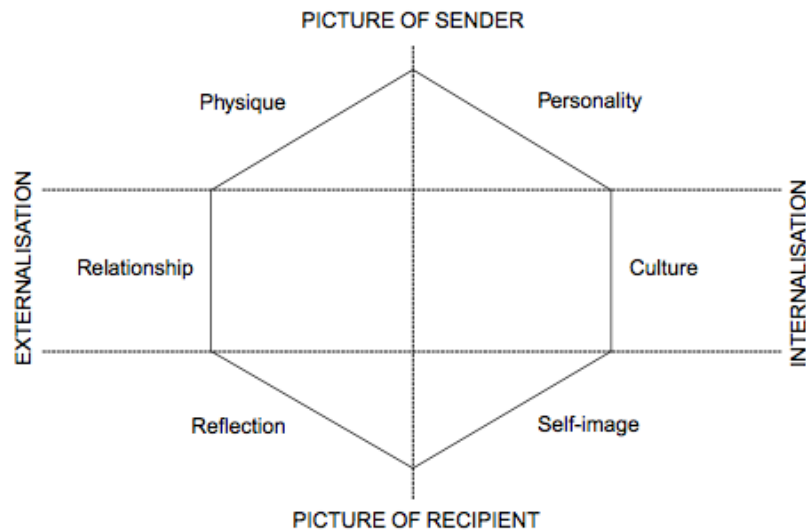 PICTURE OF SENDER
Physique
Personality
EXTERNALISATION
INTERNALISATION
Relationship
Culture
Reflection
Self-image
PICTURE OF RECIPIENT